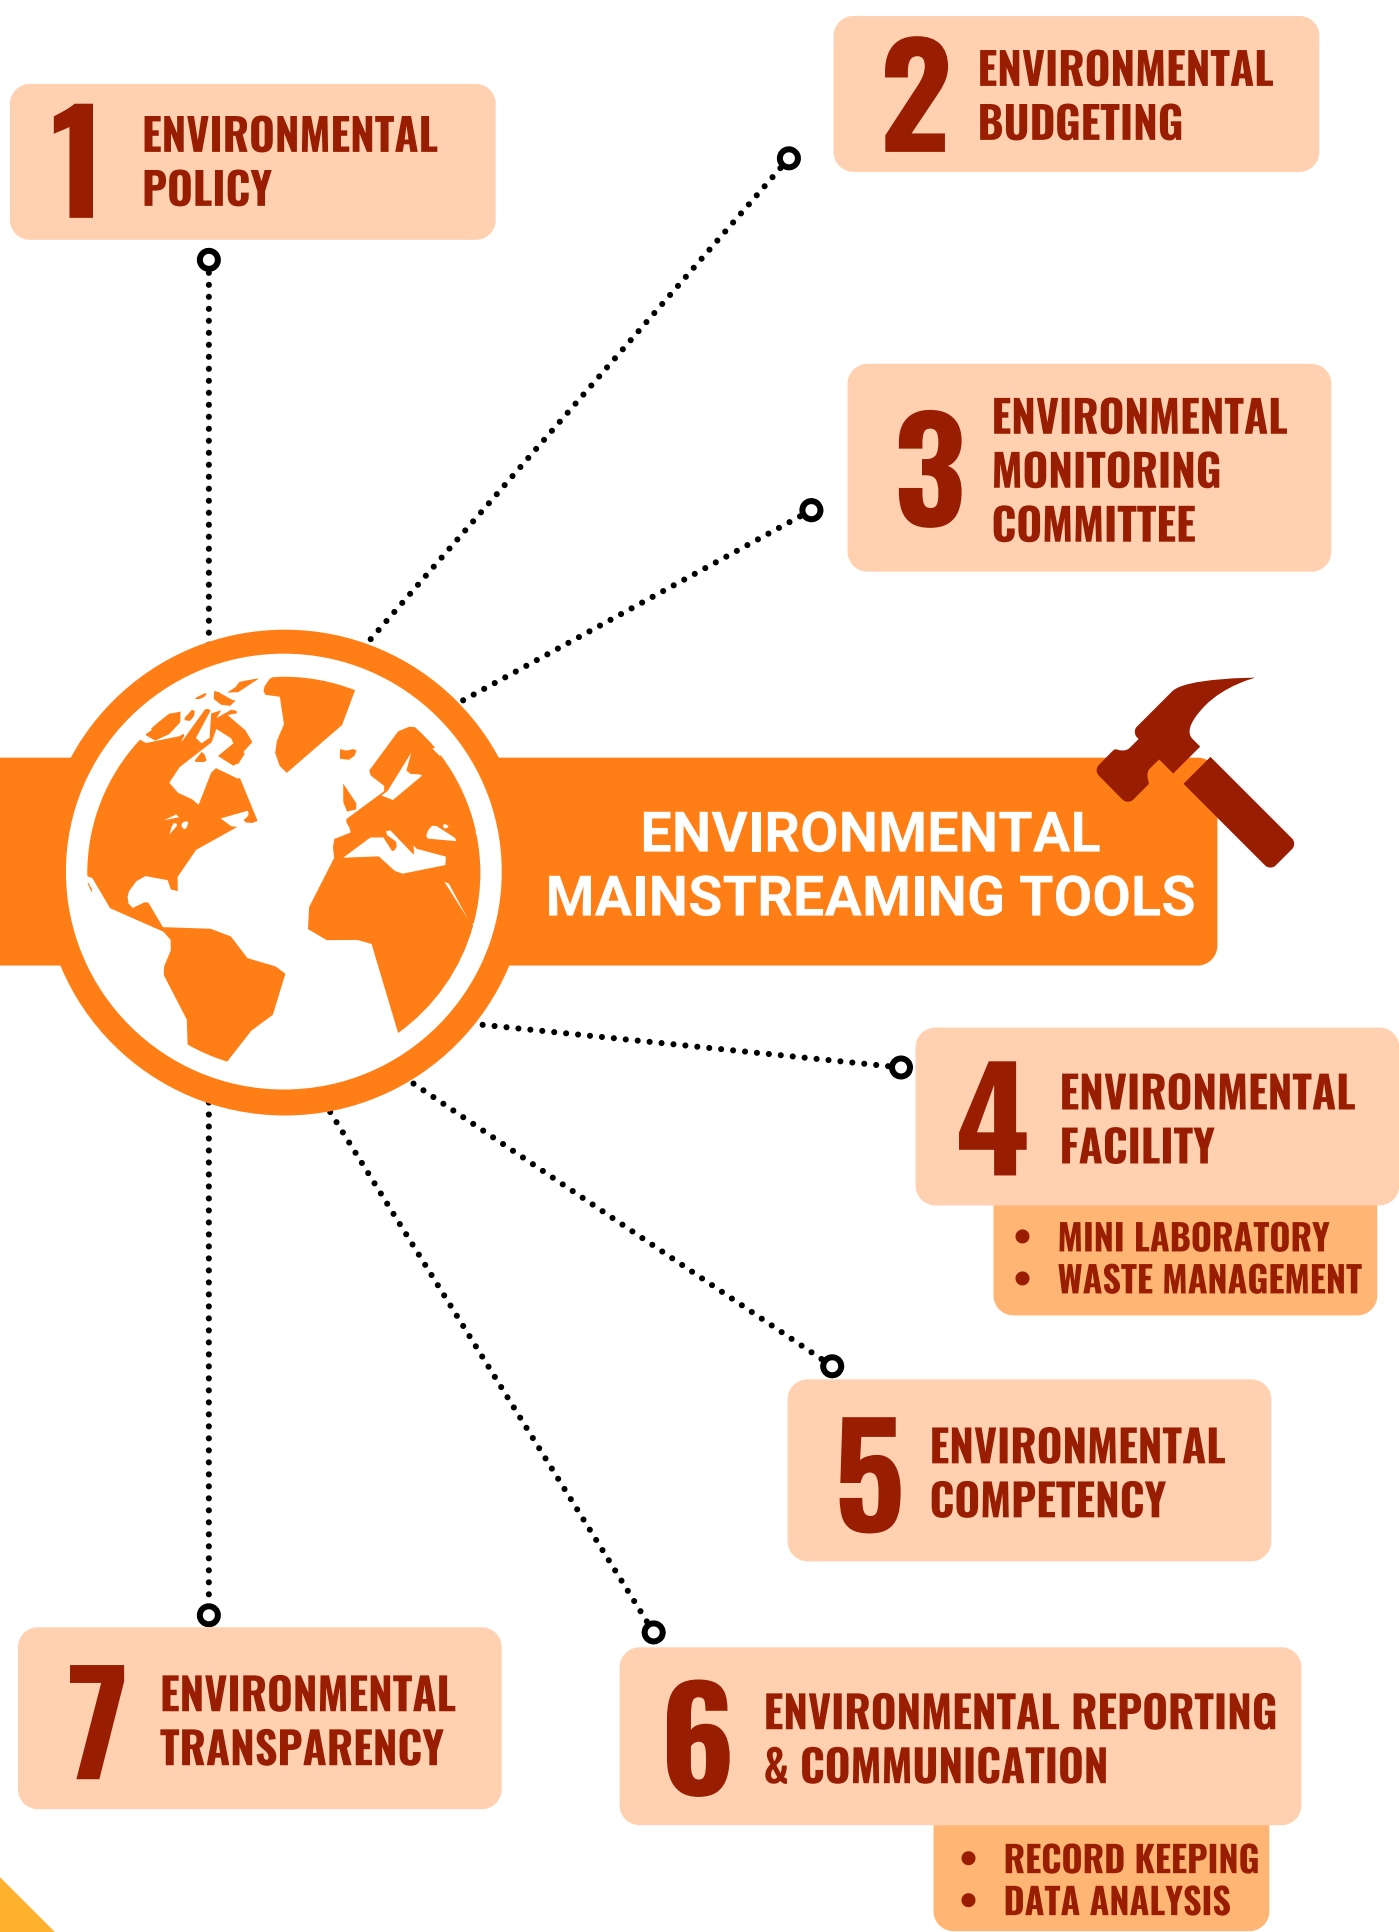 1
ENVIRONMENTAL
POLICY
2
ENVIRONMENTAL
BUDGETING
3
ENVIRONMENTAL
MONITORING
COMMITTEE
ENVIRONMENTAL
MAINSTREAMING TOOLS
4
ENVIRONMENTAL
FACILITY
• MINI LABORATORY
• WASTE MANAGEMENT
5
ENVIRONMENTAL
COMPETENCY
6
ENVIRONMENTAL REPORTING
& COMMUNICATION
• RECORD KEEPING
• DATA ANALYSIS
7
ENVIRONMENTAL
TRANSPARENCY